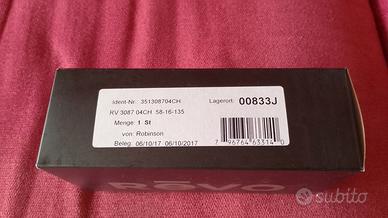 Ident-Nr: 351308704CH
Lagerort: 00833J
RV 3087 04CH 58-16-135
Menge: 1 St
von: Robinson
Beleg: 06/10/17 06/10/2017
7 96764 63314 0
REVO
subito